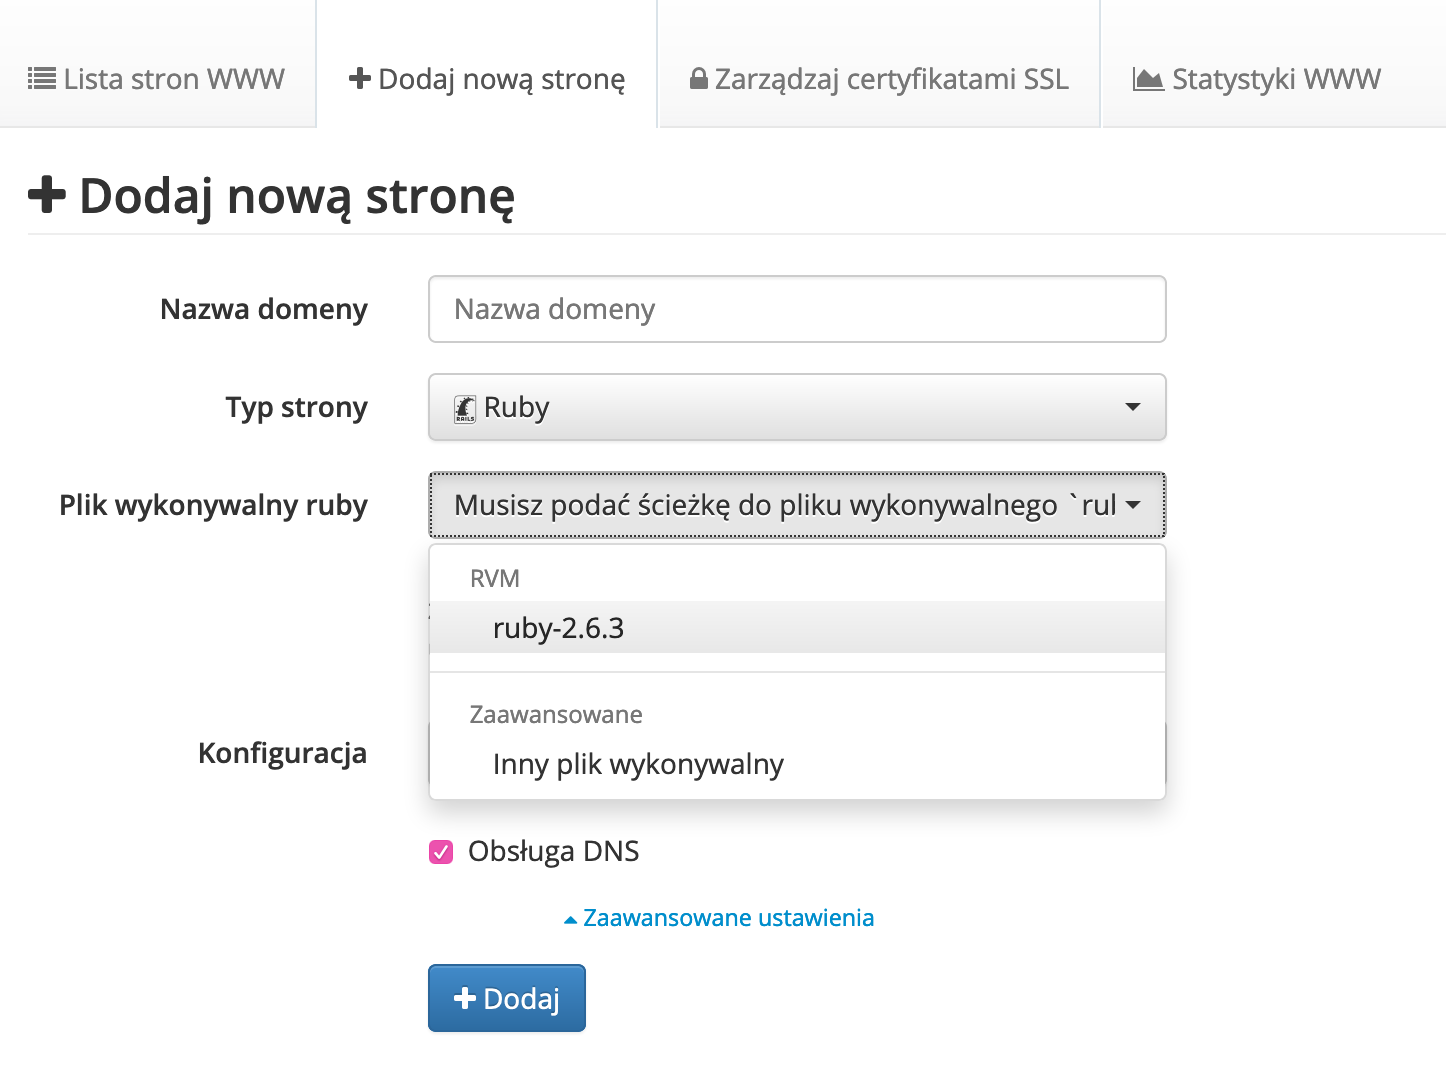 Lista stron WWW
Dodaj nową stronę
Zarządzaj certyfikatami SSL
Statystyki WWW
Dodaj nową stronę
Nazwa domeny
Nazwa domeny
Typ strony
RAILS
Ruby
Plik wykonywalny ruby
Musisz podać ścieżkę do pliku wykonywalnego `rul
RVM
ruby-2.6.3
Zaawansowane
Inny plik wykonywalny
Konfiguracja
Obsługa DNS
Zaawansowane ustawienia
Dodaj